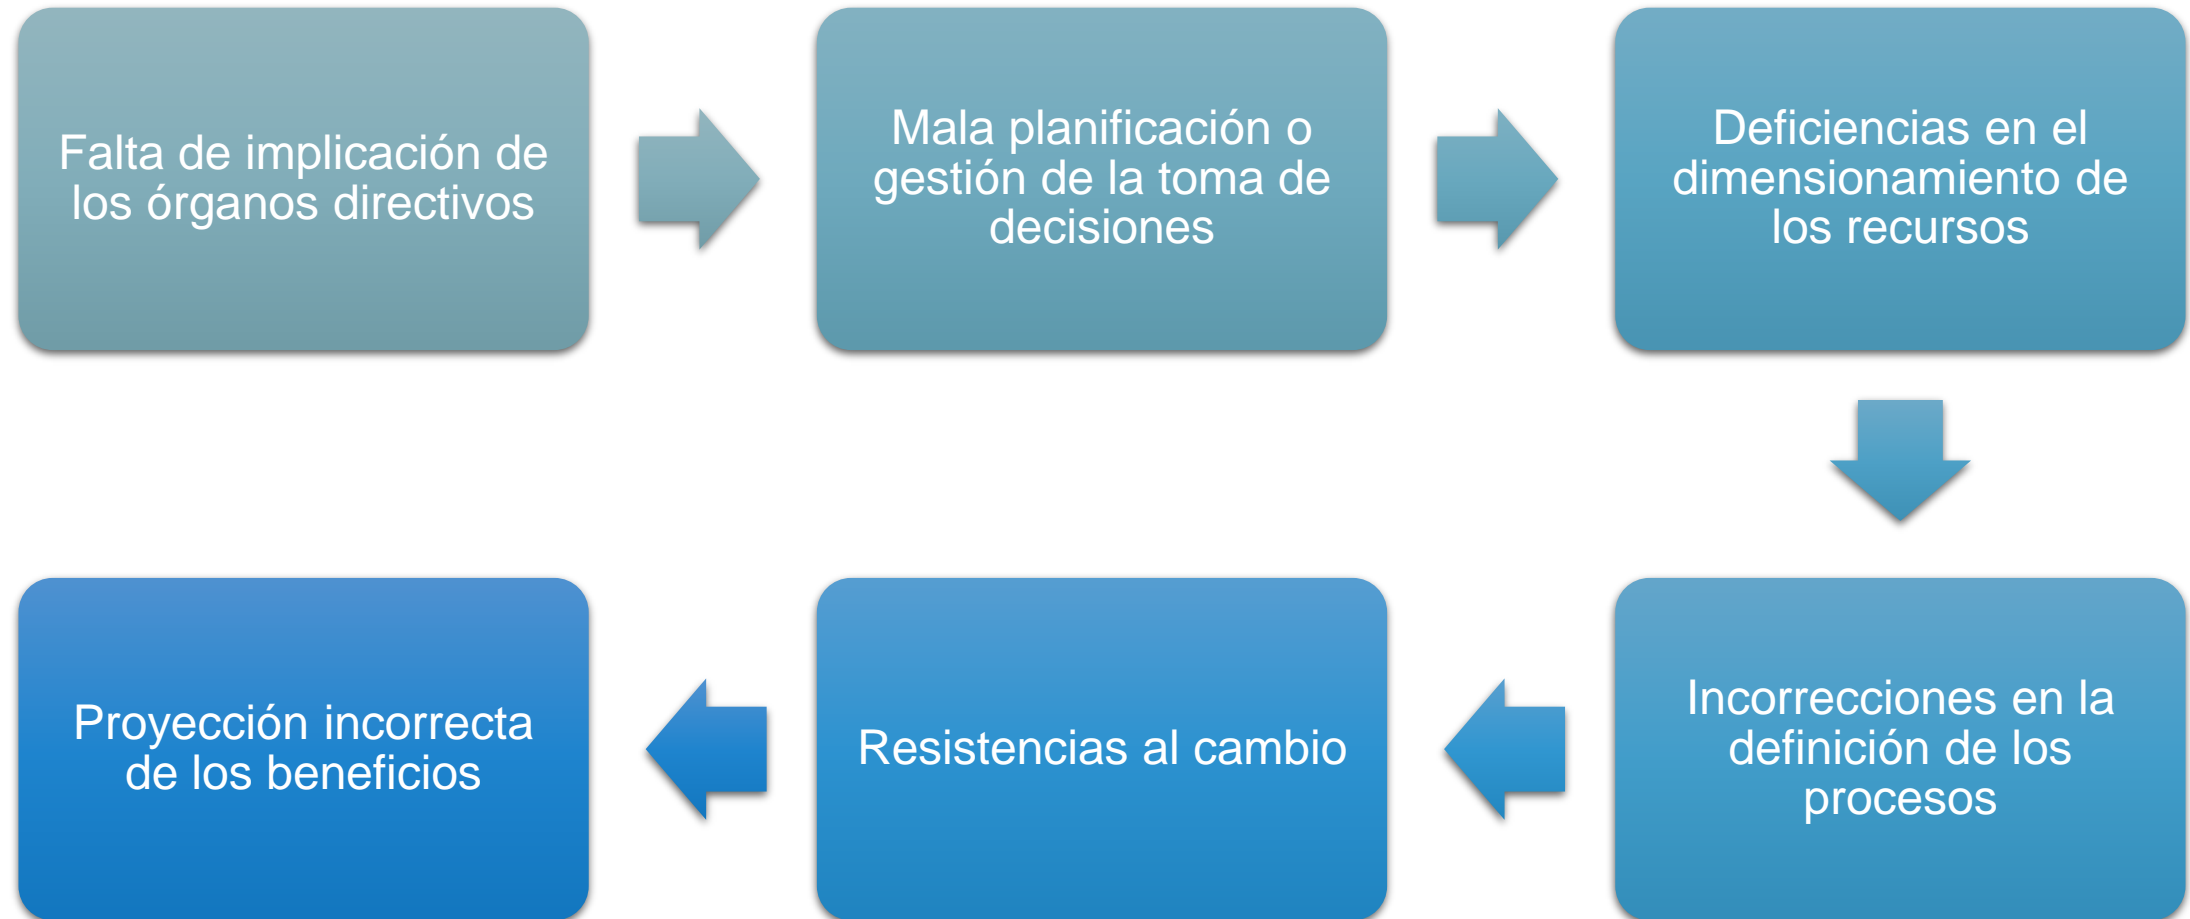 Falta de implicación de
los órganos directivos
Mala planificación o
gestión de la toma de
decisiones
Deficiencias en el
dimensionamiento de
los recursos
Incorrecciones en la
definición de los
procesos
Resistencias al cambio
Proyección incorrecta
de los beneficios